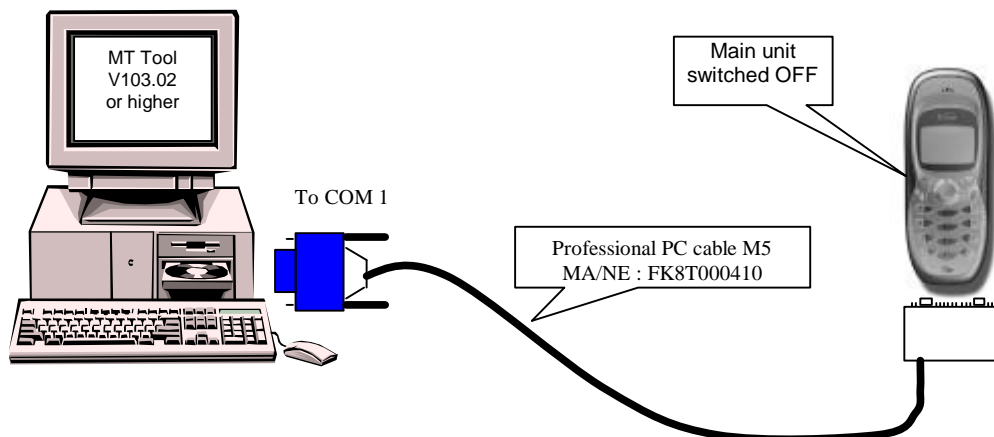 MT Tool
V103.02
or higher
Main unit
switched OFF
To COM 1
Professional PC cable M5
MA/NE : FK8T000410